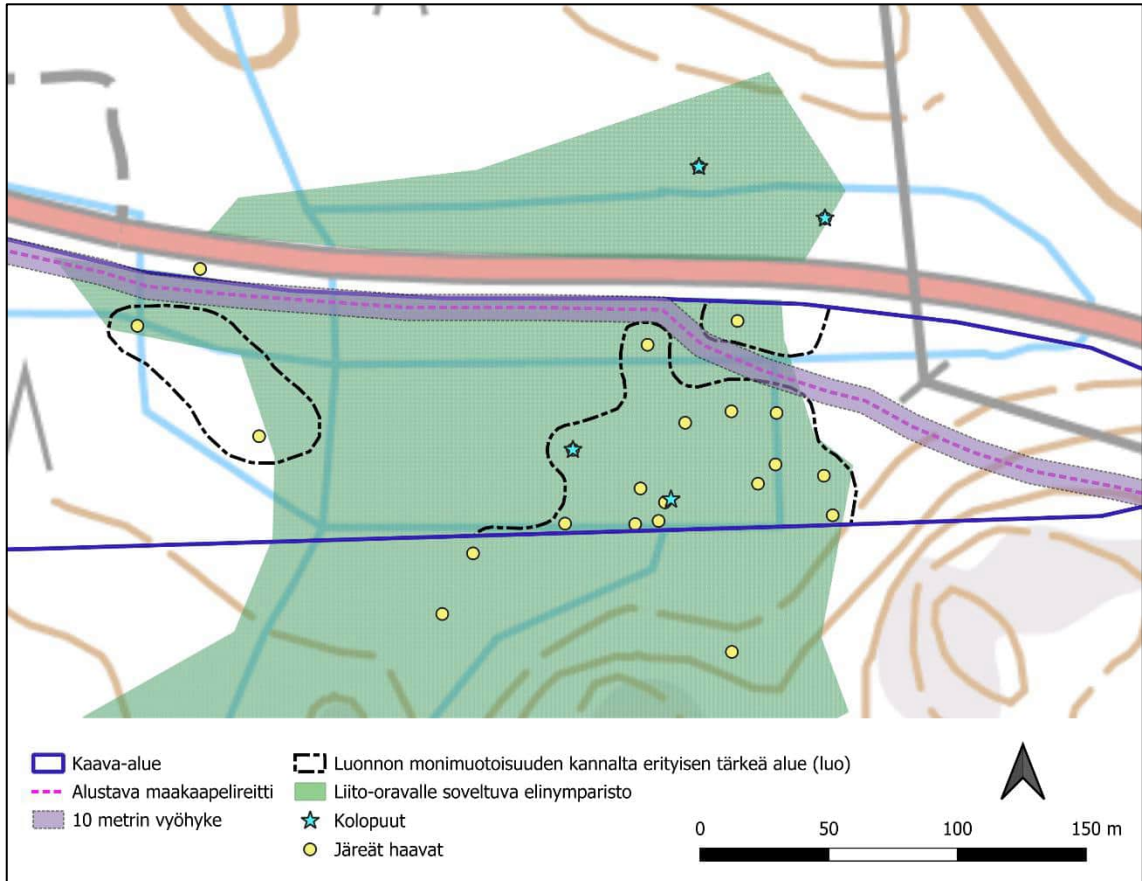 Kaava-alue
Alustava maakaapelireitti
10 metrin vyöhyke
Luonnon monimuotoisuuden kannalta erityisen tärkeä alue (luo)
Liito-oravalle soveltuva elinymparisto
Kolopuut
Järeät haavat
0 50 100 150 m